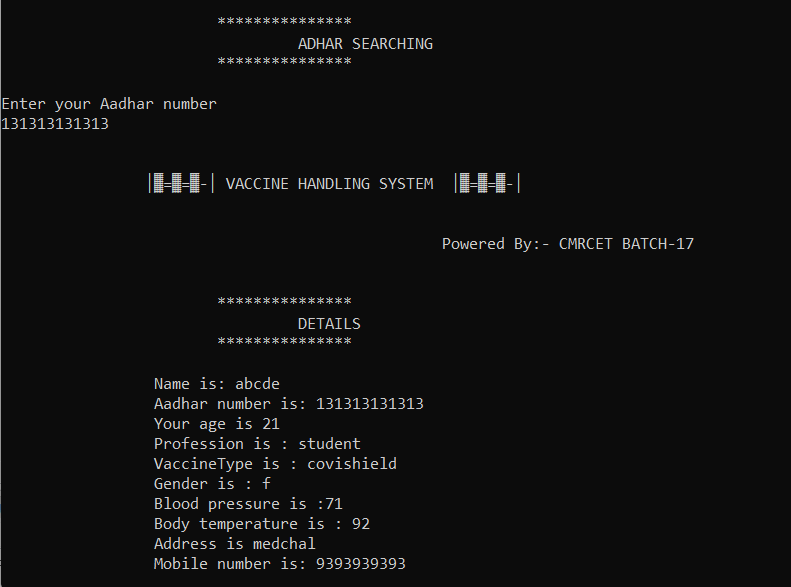 ***************
ADHAR SEARCHING
***************
Enter your Aadhar number
131313131313
|▓=▓=▓-| VACCINE HANDLING SYSTEM |▓=▓=▓-|
Powered By:- CMRCET BATCH-17
***************
DETAILS
***************
Name is: abcde
Aadhar number is: 131313131313
Your age is 21
Profession is : student
VaccineType is : covishield
Gender is : f
Blood pressure is :71
Body temperature is : 92
Address is medchal
Mobile number is: 9393939393